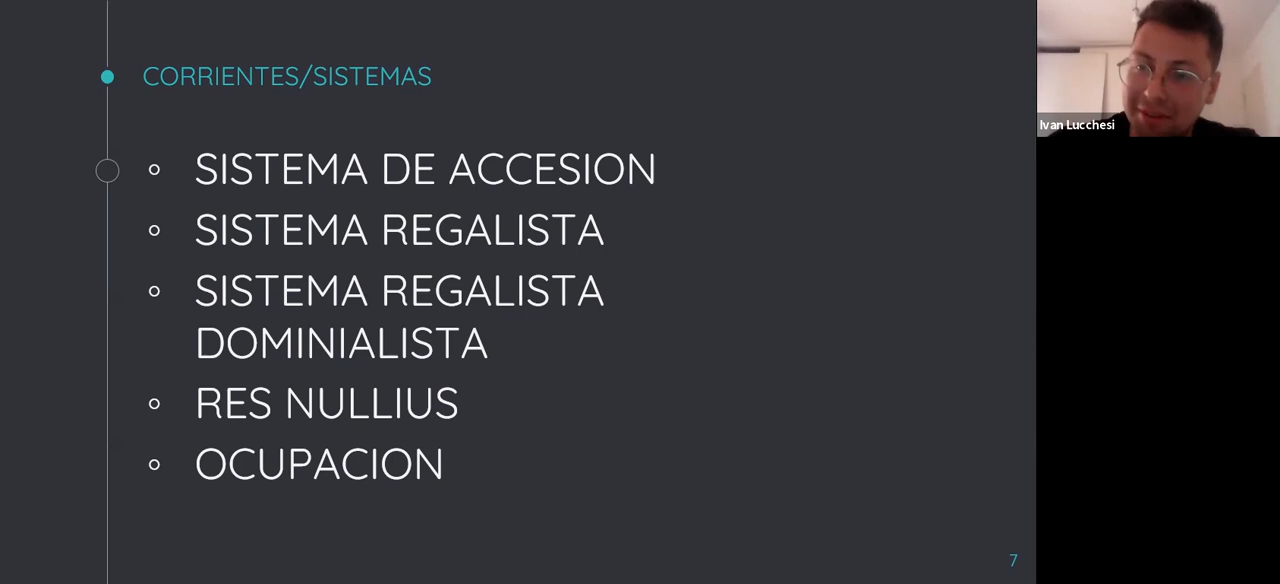 CORRIENTES/SISTEMAS
SISTEMA DE ACCESION
SISTEMA REGALISTA
SISTEMA REGALISTA
DOMINIALISTA
RES NULLIUS
OCUPACION
7
Ivan Lucchesi